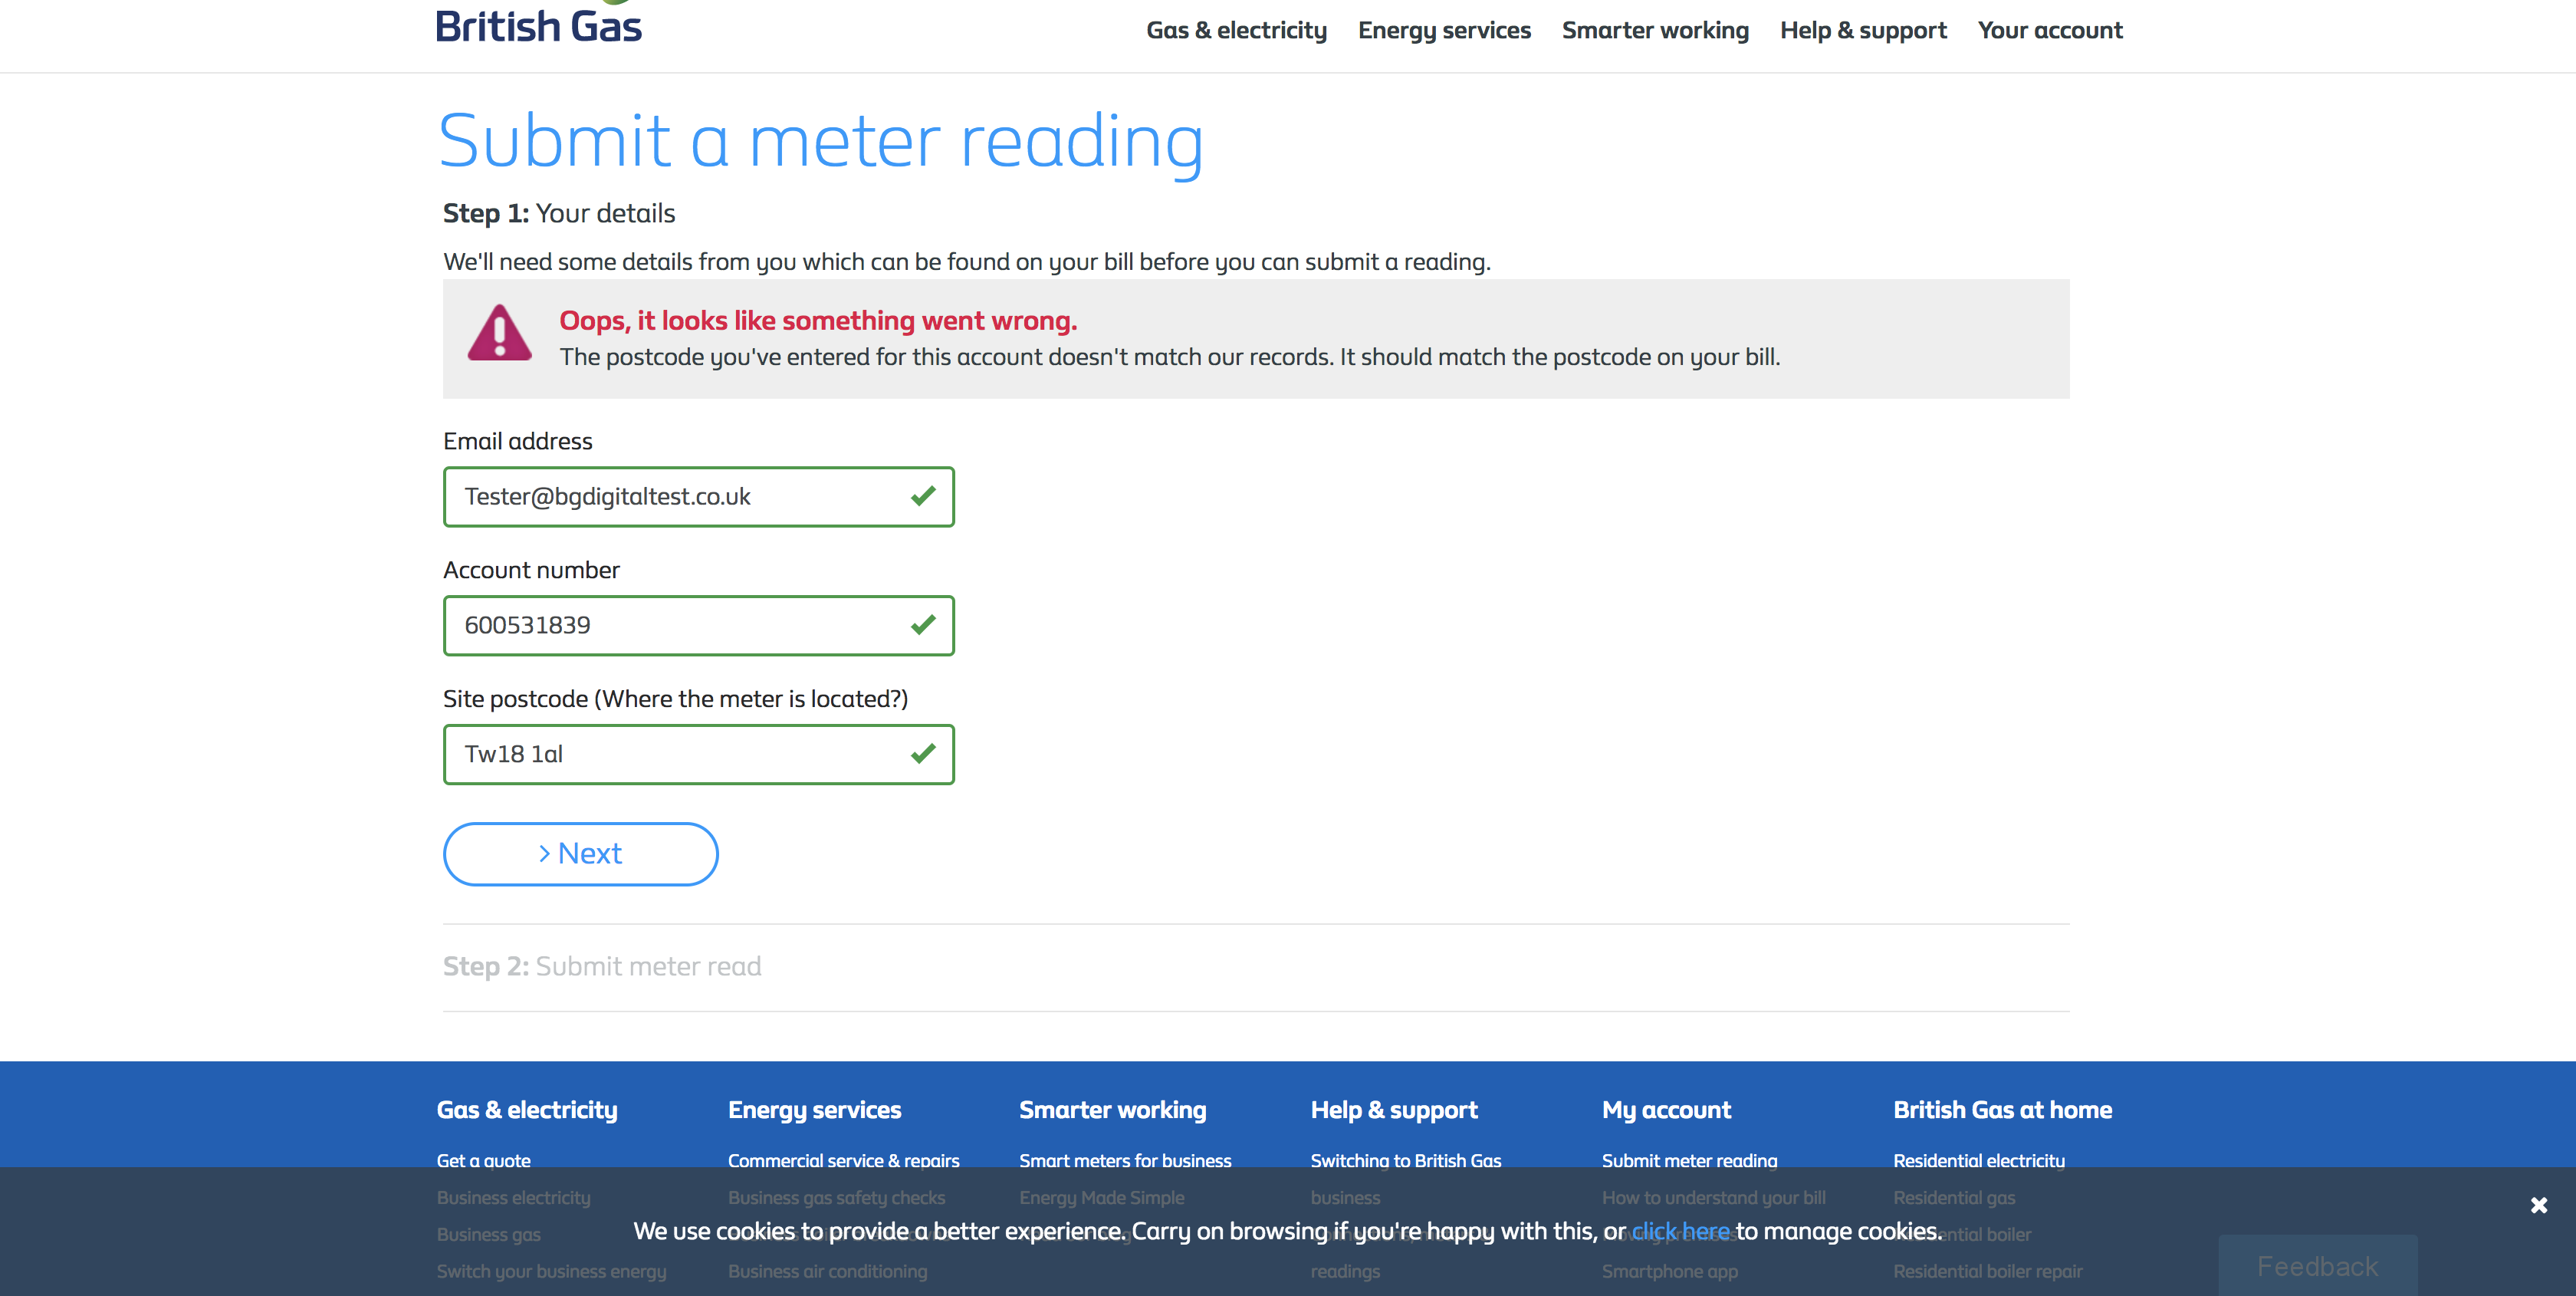 British Gas
Gas & electricity Energy services Smarter working Help & support Your account
Submit a meter reading
Step 1: Your details
We'll need some details from you which can be found on your bill before you can submit a reading.
Oops, it looks like something went wrong.
The postcode you've entered for this account doesn't match our records. It should match the postcode on your bill.
Email address
Tester@bgdigitaltest.co.uk
Account number
600531839
Site postcode (Where the meter is located?)
Tw18 1al
> Next
Step 2: Submit meter read
Gas & electricity Energy services Smarter working Help & support My account British Gas at home
Get a quote Commercial service & repairs Smart meters for business Switching to British Gas Submit meter reading Residential electricity
Business electricity Business gas safety checks Energy Made Simple business How to understand your bill Residential gas
We use cookies to provide a better experience. Carry on browsing if you're happy with this, or click here to manage cookies.
Business gas boiler
Switch your business energy Business air conditioning readings Smartphone app Residential boiler repair
Feedback